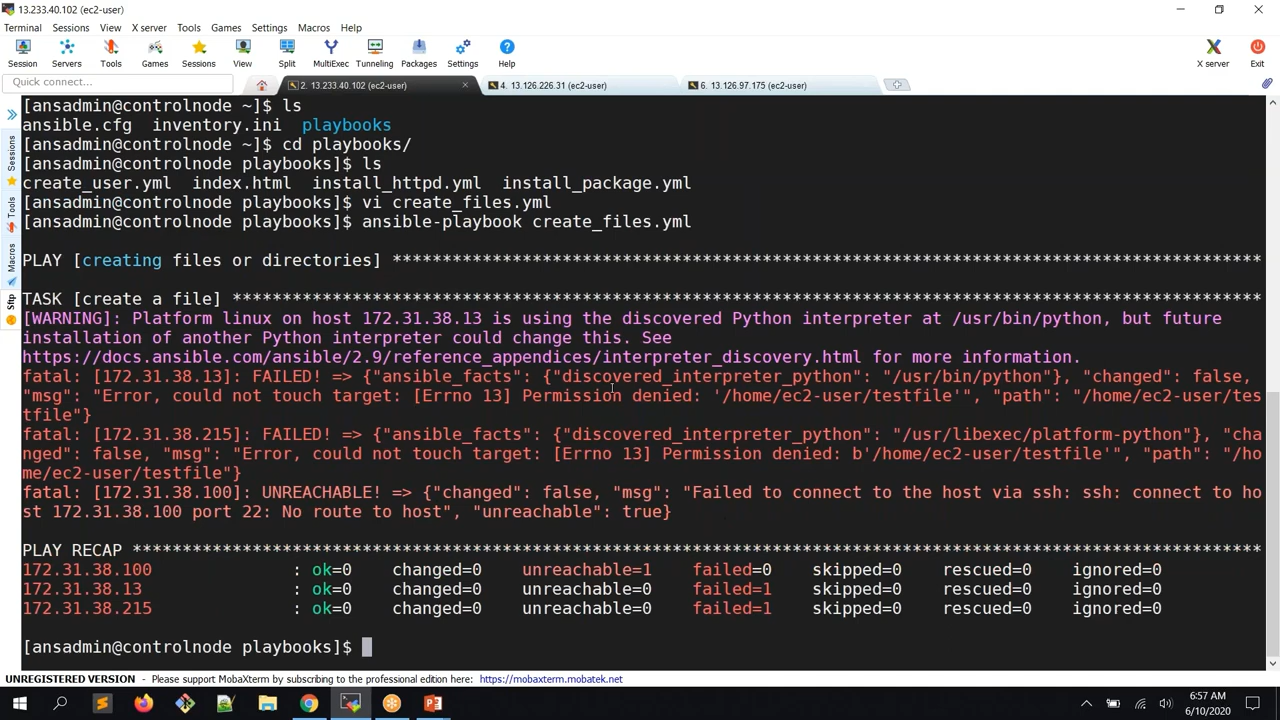 13.233.40.102 (ec2-user)
Terminal Sessions View X server Tools Games Settings Macros Help
Session Servers Tools Games Sessions View Split MultiExec Tunneling Packages Settings Help X server Exit
Quick connect...
2. 13.233.40.102 (ec2-user)
4. 13.126.226.31 (ec2-user)
6. 13.126.97.175 (ec2-user)
Sessions
Tools
Macros
Sftp
[ansadmin@controlnode ~]$ ls
ansible.cfg inventory.ini playbooks
[ansadmin@controlnode ~]$ cd playbooks/
[ansadmin@controlnode playbooks]$ ls
create_user.yml index.html install_httpd.yml install_package.yml
[ansadmin@controlnode playbooks]$ vi create_files.yml
[ansadmin@controlnode playbooks]$ ansible-playbook create_files.yml
PLAY [creating files or directories] ****************************************************************************************
TASK [create a file] ********************************************************************************************************
[WARNING]: Platform linux on host 172.31.38.13 is using the discovered Python interpreter at /usr/bin/python, but future
installation of another Python interpreter could change this. See
https://docs.ansible.com/ansible/2.9/reference_appendices/interpreter_discovery.html for more information.
fatal: [172.31.38.13]: FAILED! => {"ansible_facts": {"discovered_interpreter_python": "/usr/bin/python"}, "changed": false,
"msg": "Error, could not touch target: [Errno 13] Permission denied: '/home/ec2-user/testfile'", "path": "/home/ec2-user/tes
tfile"}
fatal: [172.31.38.215]: FAILED! => {"ansible_facts": {"discovered_interpreter_python": "/usr/libexec/platform-python"}, "cha
nged": false, "msg": "Error, could not touch target: [Errno 13] Permission denied: b'/home/ec2-user/testfile'", "path": "/ho
me/ec2-user/testfile"}
fatal: [172.31.38.100]: UNREACHABLE! => {"changed": false, "msg": "Failed to connect to the host via ssh: ssh: connect to ho
st 172.31.38.100 port 22: No route to host", "unreachable": true}
PLAY RECAP ******************************************************************************************************************
172.31.38.100 : ok=0 changed=0 unreachable=1 failed=0 skipped=0 rescued=0 ignored=0
172.31.38.13 : ok=0 changed=0 unreachable=0 failed=1 skipped=0 rescued=0 ignored=0
172.31.38.215 : ok=0 changed=0 unreachable=0 failed=1 skipped=0 rescued=0 ignored=0
[ansadmin@controlnode playbooks]$
UNREGISTERED VERSION - Please support MobaXterm by subscribing to the professional edition here: https://mobaxterm.mobatek.net
6:57 AM
6/10/2020